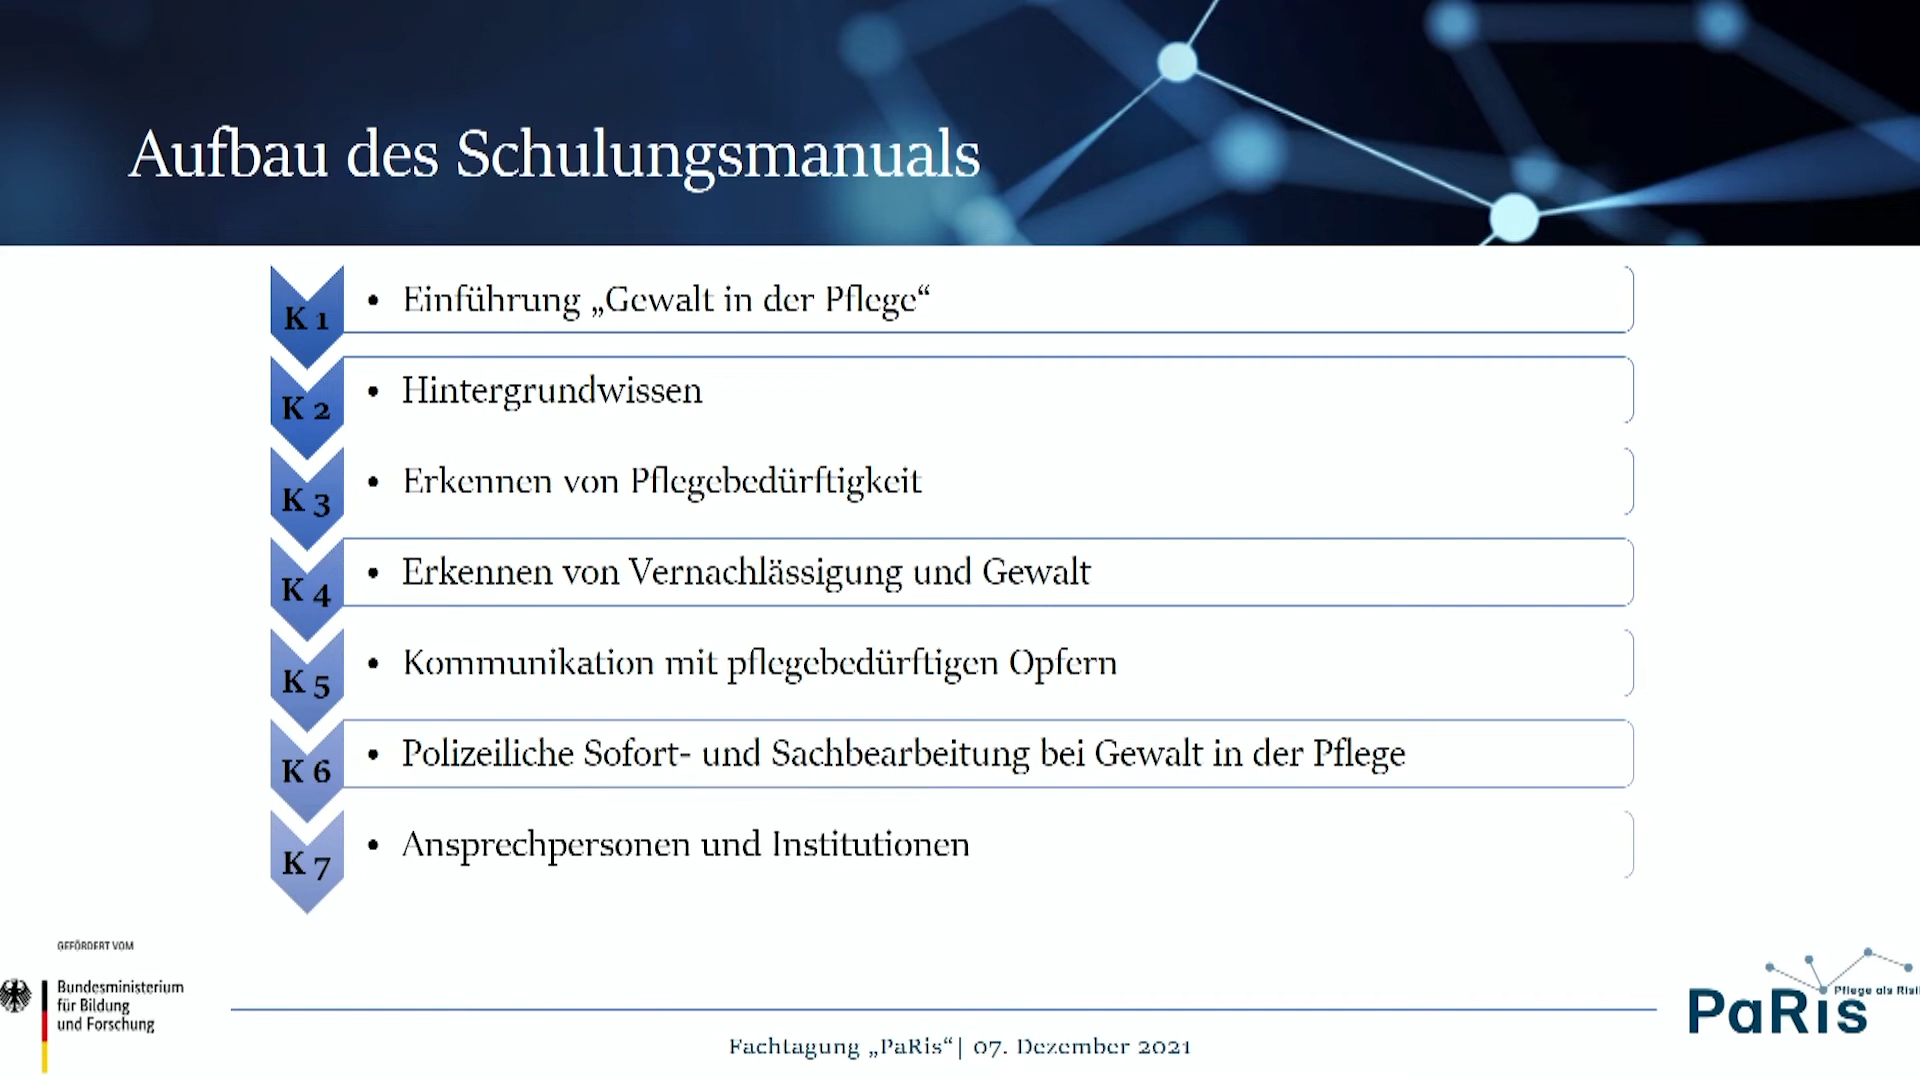 Aufbau des Schulungsmanuals
K 1
• Einführung „Gewalt in der Pflege“
K 2
• Hintergrundwissen
K 3
• Erkennen von Pflegebedürftigkeit
K 4
• Erkennen von Vernachlässigung und Gewalt
K 5
• Kommunikation mit pflegebedürftigen Opfern
K 6
• Polizeiliche Sofort- und Sachbearbeitung bei Gewalt in der Pflege
K 7
• Ansprechpersonen und Institutionen
GEFÖRDERT VOM
Bundesministerium
für Bildung
und Forschung
Fachtagung „PaRis“| 07. Dezember 2021
Pflege als
PaRis